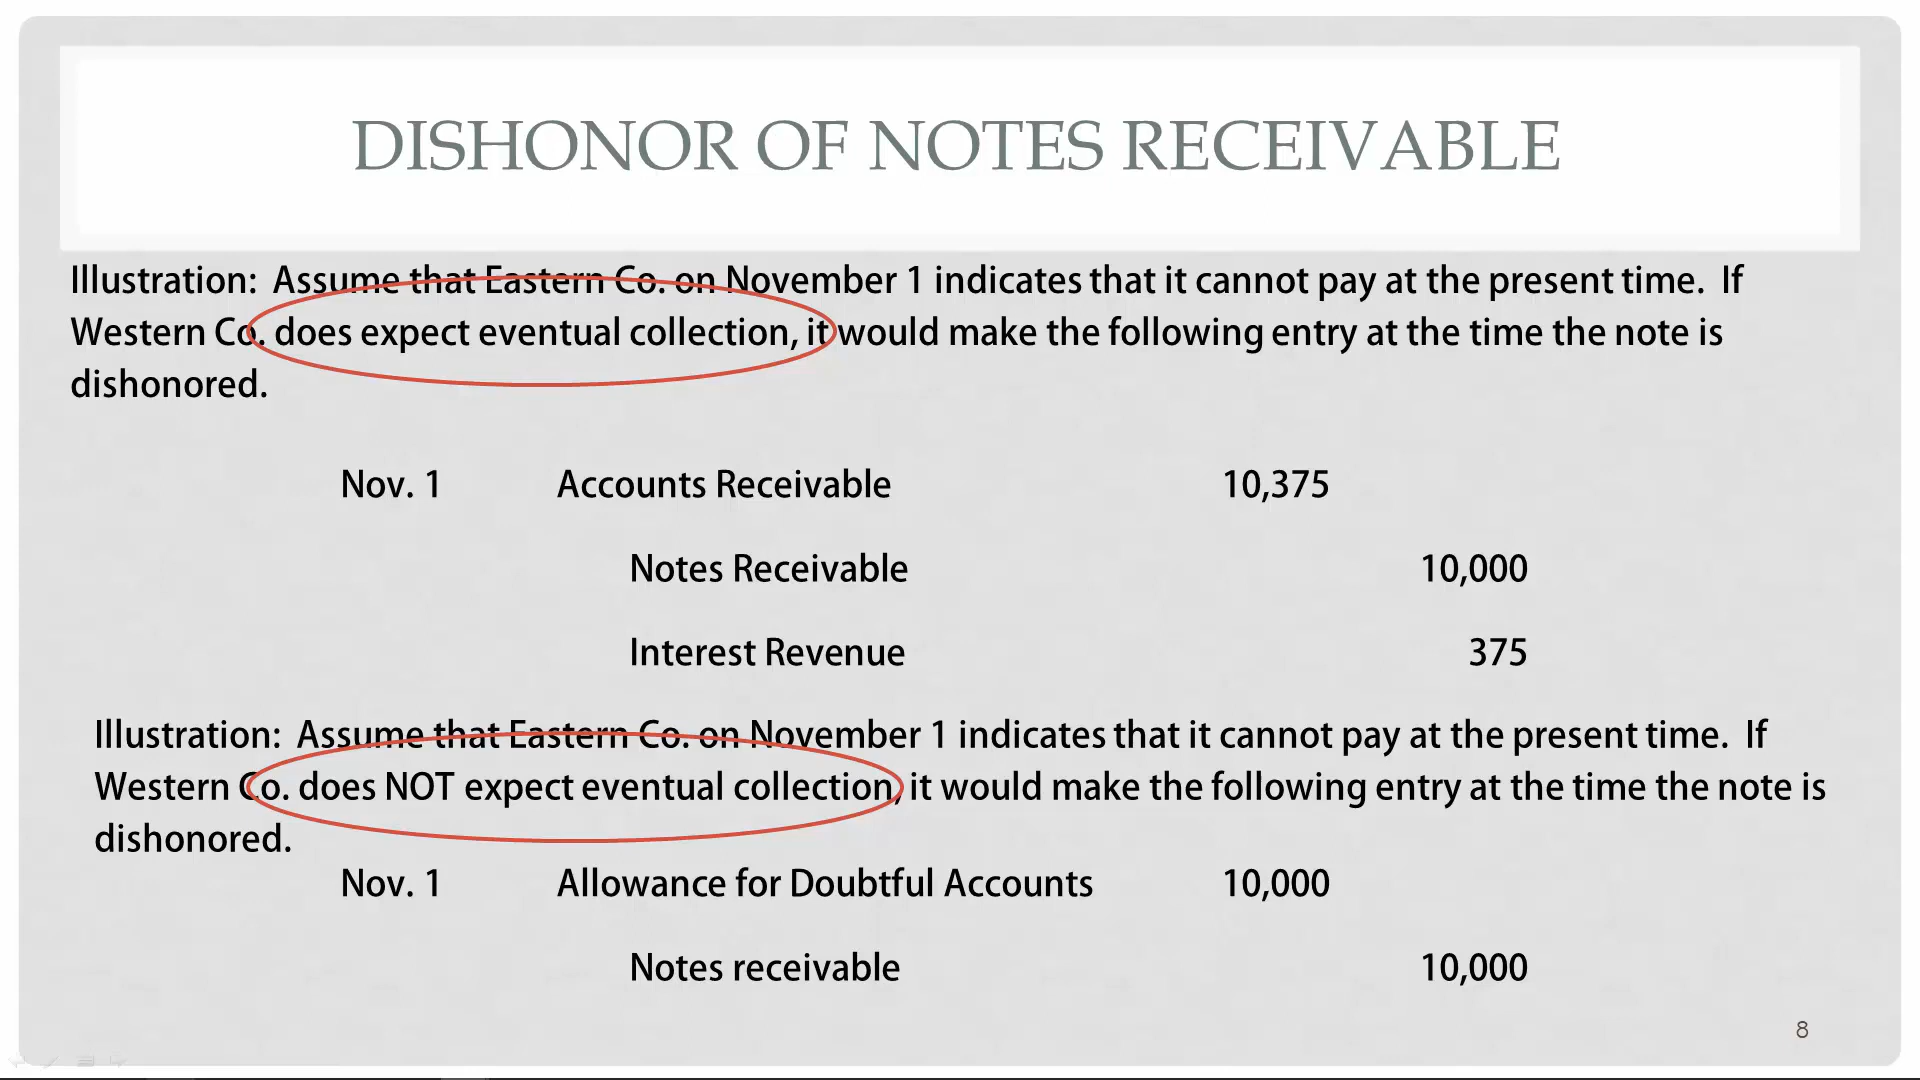 DISHONOR OF NOTES RECEIVABLE
Illustration: Assume that Eastern Co. on November 1 indicates that it cannot pay at the present time. If
Western Co. does expect eventual collection, it would make the following entry at the time the note is
dishonored.
Nov. 1 Accounts Receivable 10,375
Notes Receivable 10,000
Interest Revenue 375
Illustration: Assume that Eastern Co. on November 1 indicates that it cannot pay at the present time. If
Western Co. does NOT expect eventual collection, it would make the following entry at the time the note is
dishonored.
Nov. 1 Allowance for Doubtful Accounts 10,000
Notes receivable 10,000
8